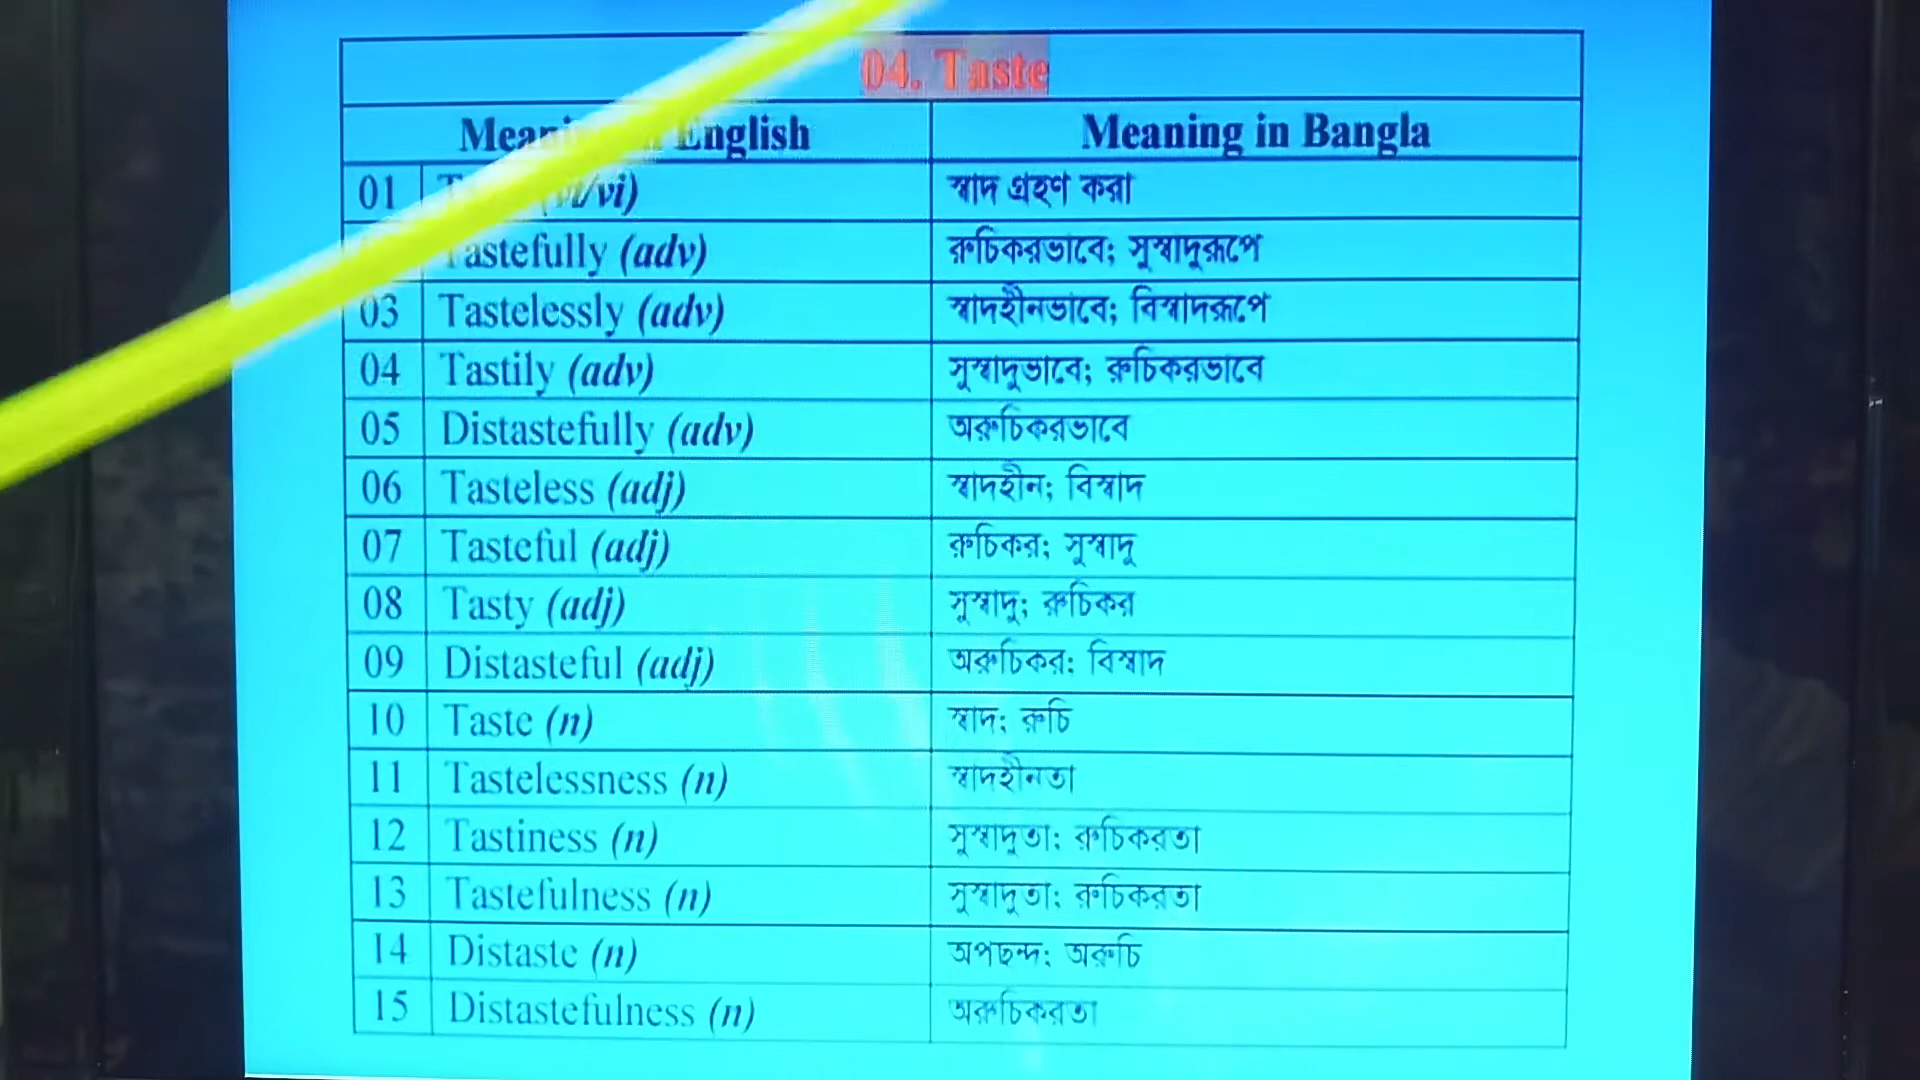 04. Taste
English Meaning in Bangla
01 (vt/vi) স্বাদ গ্রহণ করা
Tastefully (adv) রুচিকরভাবে; সুস্বাদুরূপে
03 Tastelessly (adv) স্বাদহীনভাবে; বিস্বাদরূপে
04 Tastily (adv) সুস্বাদুভাবে; রুচিকরভাবে
05 Distastefully (adv) অরুচিকরভাবে
06 Tasteless (adj) স্বাদহীন; বিস্বাদ
07 Tasteful (adj) রুচিকর; সুস্বাদু
08 Tasty (adj) সুস্বাদু; রুচিকর
09 Distasteful (adj) অরুচিকর; বিস্বাদ
10 Taste (n) স্বাদ; রুচি
11 Tastelessness (n) স্বাদহীনতা
12 Tastiness (n) সুস্বাদুতা; রুচিকরতা
13 Tastefulness (n) সুস্বাদুতা; রুচিকরতা
14 Distaste (n) অপছন্দ; অরুচি
15 Distastefulness (n) অরুচিকরতা